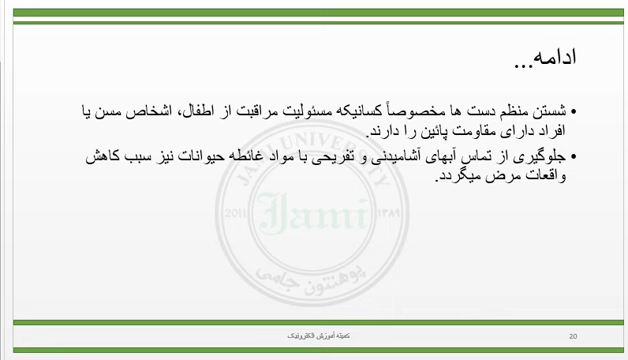 ادامه...
• شستن منظم دست ها مخصوصاً کسانیکه مسئولیت مراقبت از اطفال، اشخاص مسن یا
افراد دارای مقاومت پائین را دارند.
• جلوگیری از تماس آبهای آشامیدنی و تفریحی با مواد غائطه حیوانات نیز سبب کاهش
واقعات مرض میگردد.
JAMI UNIVERSITY
2011 Jami ۱۳۸۹
پوهنتون جامی
کمیته آموزش الکترونیک
20